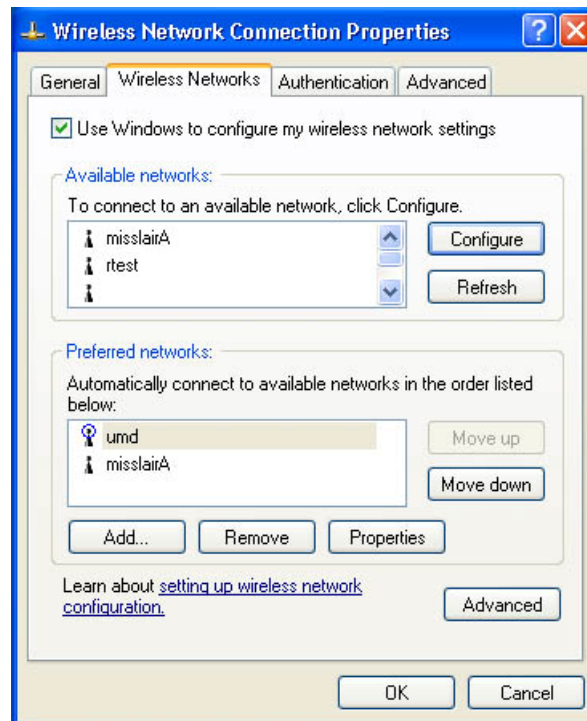 Wireless Network Connection Properties
General Wireless Networks Authentication Advanced
Use Windows to configure my wireless network settings
Available networks:
To connect to an available network, click Configure.
misslairA
rtest
Configure
Refresh
Preferred networks:
Automatically connect to available networks in the order listed
below:
umd
misslairA
Move up
Move down
Add... Remove Properties
Learn about setting up wireless network
configuration.
Advanced
OK Cancel